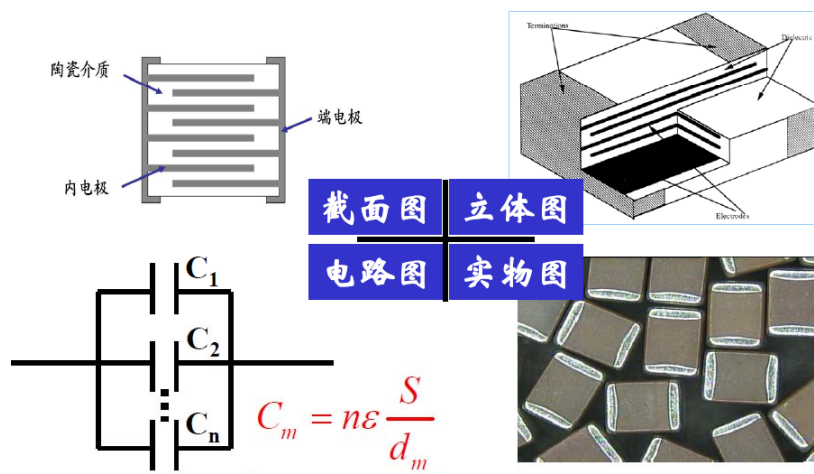 陶瓷介质
端电极
内电极
Terminations
Dielectric
Electrodes
截面图
立体图
电路图
实物图
C1
C2
Cn
Cm = nε S/dm